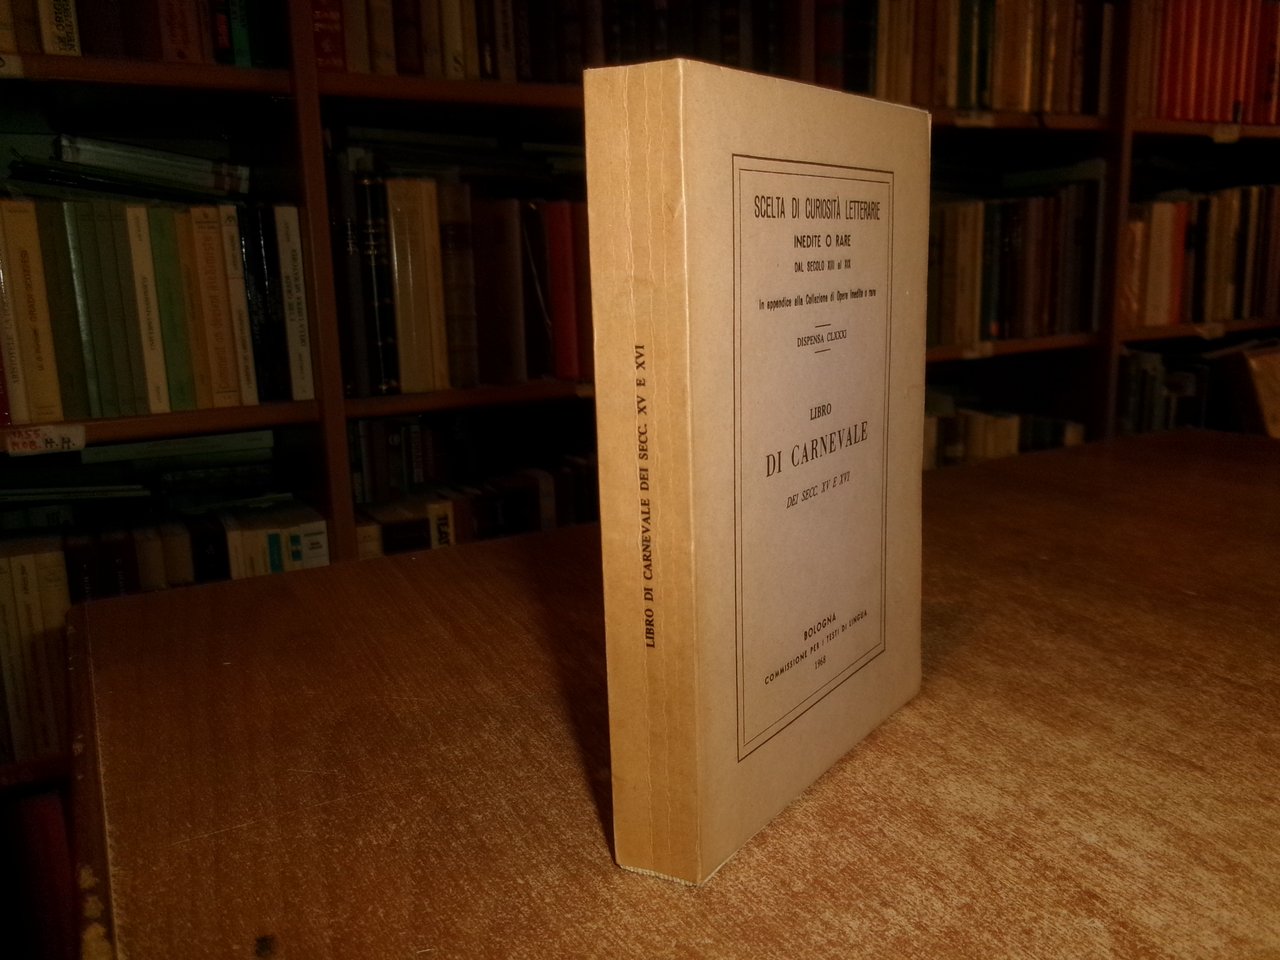 SCELTA DI CURIOSITÀ LETTERARIE
INEDITE O RARE
DAL SECOLO XIII al XIX
In appendice alla Collezione di Opere inedite o rare
DISPENSA CLXXXI
LIBRO
DI CARNEVALE
DEI SECC. XV E XVI
BOLOGNA
COMMISSIONE PER I TESTI DI LINGUA
1968
LIBRO DI CARNEVALE DEI SECC. XV E XVI